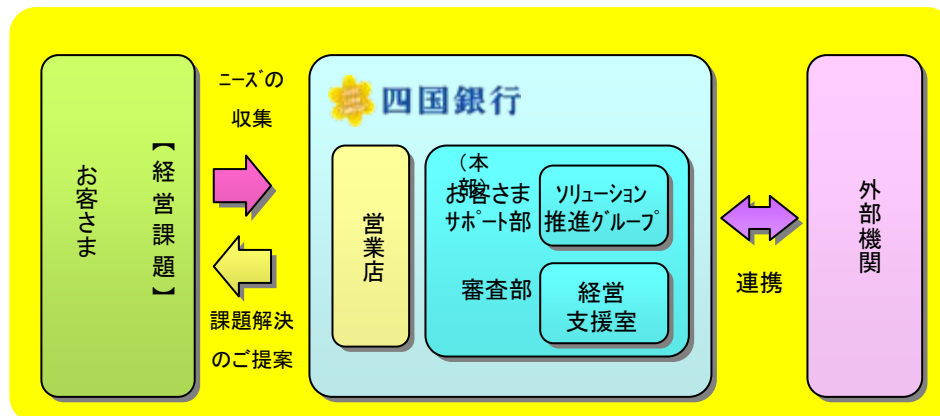 お客さま
【経営課題】
ニーズの
収集
課題解決
のご提案
四国銀行
営業店
（本部）
お客さま
サポート部
ソリューション
推進グループ
審査部
経営
支援室
連携
外部機関